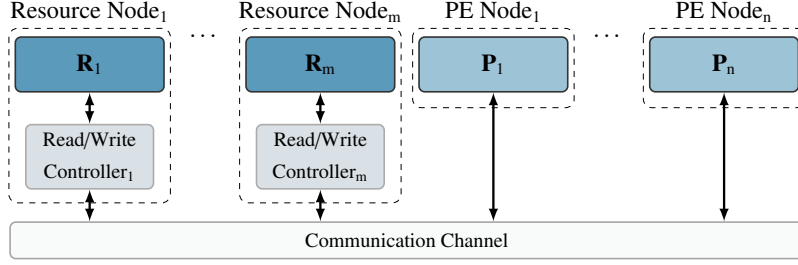 Resource Node₁ ... Resource Nodeₘ PE Node₁ ... PE Nodeₙ
R₁ Rₘ P₁ Pₙ
Read/Write Read/Write
Controller₁ Controllerₘ
Communication Channel